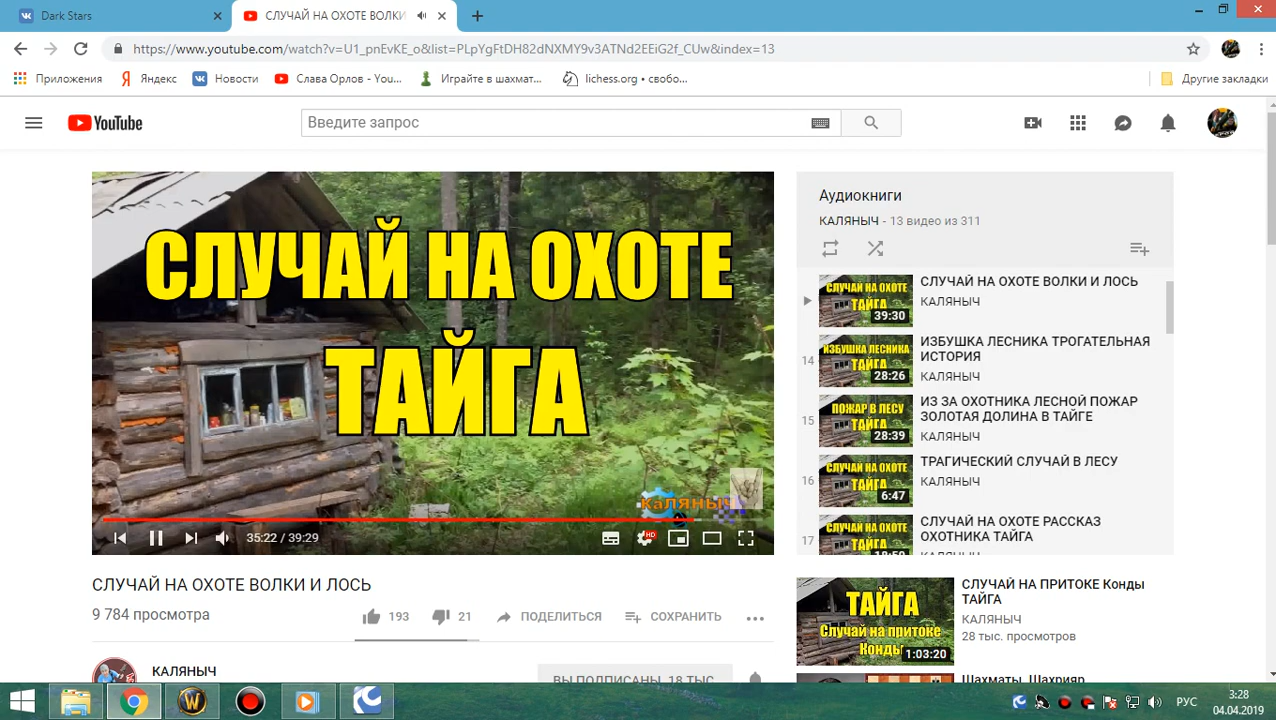 Dark Stars
СЛУЧАЙ НА ОХОТЕ ВОЛКИ
https://www.youtube.com/watch?v=U1_pnEvKE_o&list=PLpYgFtDH82dNXMY9v3ATNd2EEiG2f_CUw&index=13
Приложения
Яндекс
Новости
Слава Орлов - You...
Играйте в шахмат...
lichess.org • свобо...
Другие закладки
YouTube
Введите запрос
СЛУЧАЙ НА ОХОТЕ
ТАЙГА
каляныч
35:22 / 39:29
HD
Аудиокниги
КАЛЯНЫЧ - 13 видео из 311
СЛУЧАЙ НА ОХОТЕ
ТАЙГА
39:30
СЛУЧАЙ НА ОХОТЕ ВОЛКИ И ЛОСЬ
КАЛЯНЫЧ
14
ИЗБУШКА ЛЕСНИКА
ТАЙГА
28:26
ИЗБУШКА ЛЕСНИКА ТРОГАТЕЛЬНАЯ
ИСТОРИЯ
КАЛЯНЫЧ
15
ПОЖАР В ЛЕСУ
ТАЙГА
28:39
ИЗ ЗА ОХОТНИКА ЛЕСНОЙ ПОЖАР
ЗОЛОТАЯ ДОЛИНА В ТАЙГЕ
КАЛЯНЫЧ
16
СЛУЧАЙ НА ОХОТЕ
ТАЙГА
6:47
ТРАГИЧЕСКИЙ СЛУЧАЙ В ЛЕСУ
КАЛЯНЫЧ
17
СЛУЧАЙ НА ОХОТЕ
ТАЙГА
18:50
СЛУЧАЙ НА ОХОТЕ РАССКАЗ
ОХОТНИКА ТАЙГА
КАЛЯНЫЧ
СЛУЧАЙ НА ОХОТЕ ВОЛКИ И ЛОСЬ
9 784 просмотра
193
21
ПОДЕЛИТЬСЯ
СОХРАНИТЬ
КАЛЯНЫЧ
ВЫ ПОДПИСАНЫ 18 ТЫС.
ТАЙГА
Случай на притоке
Конды
1:03:20
СЛУЧАЙ НА ПРИТОКЕ Конды
ТАЙГА
КАЛЯНЫЧ
28 тыс. просмотров
Шахматы. Шахрияр
РУС
3:28
04.04.2019